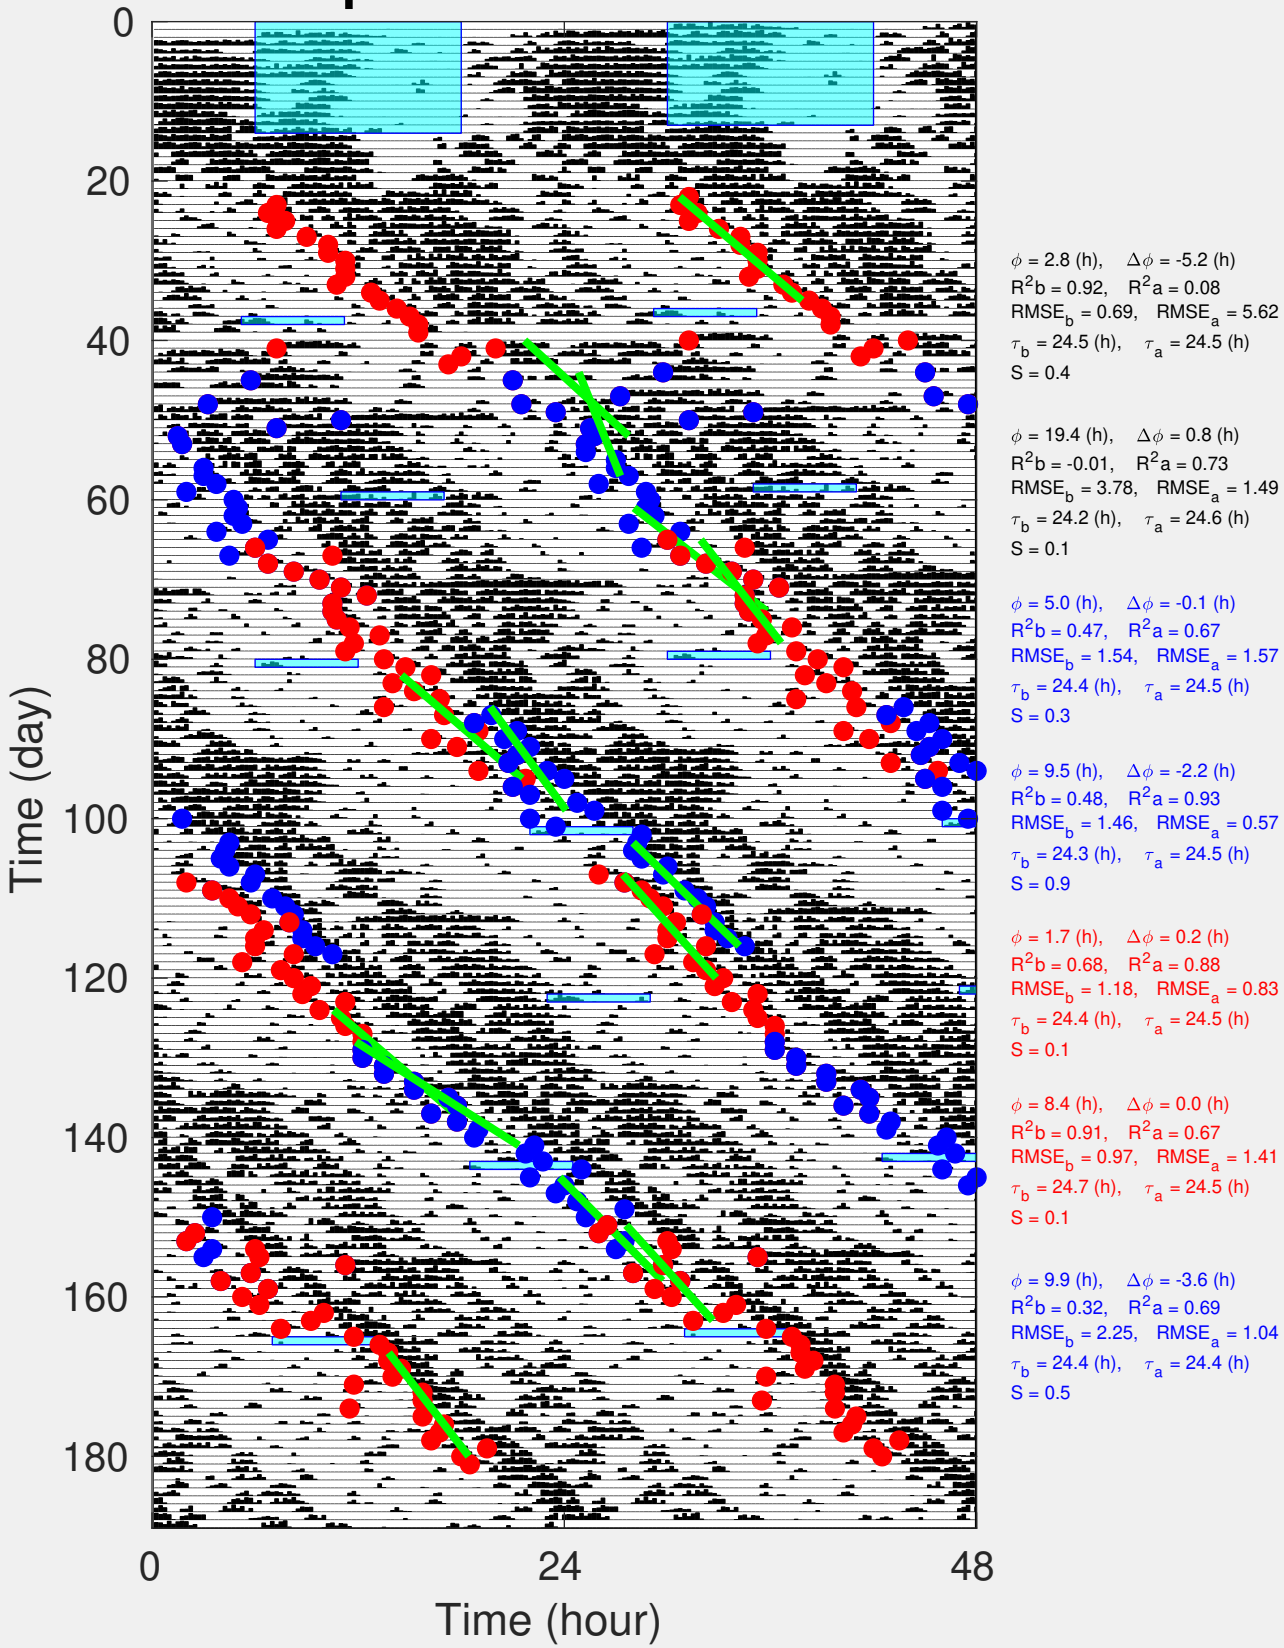 0
20
40
60
80
100
120
140
160
180
Time (day)
0
24
48
Time (hour)
ϕ = 2.8 (h), Δϕ = -5.2 (h)
R²b = 0.92, R²a = 0.08
RMSE_b = 0.69, RMSE_a = 5.62
τ_b = 24.5 (h), τ_a = 24.5 (h)
S = 0.4
ϕ = 19.4 (h), Δϕ = 0.8 (h)
R²b = -0.01, R²a = 0.73
RMSE_b = 3.78, RMSE_a = 1.49
τ_b = 24.2 (h), τ_a = 24.6 (h)
S = 0.1
ϕ = 5.0 (h), Δϕ = -0.1 (h)
R²b = 0.47, R²a = 0.67
RMSE_b = 1.54, RMSE_a = 1.57
τ_b = 24.4 (h), τ_a = 24.5 (h)
S = 0.3
ϕ = 9.5 (h), Δϕ = -2.2 (h)
R²b = 0.48, R²a = 0.93
RMSE_b = 1.46, RMSE_a = 0.57
τ_b = 24.3 (h), τ_a = 24.5 (h)
S = 0.9
ϕ = 1.7 (h), Δϕ = 0.2 (h)
R²b = 0.68, R²a = 0.88
RMSE_b = 1.18, RMSE_a = 0.83
τ_b = 24.4 (h), τ_a = 24.5 (h)
S = 0.1
ϕ = 8.4 (h), Δϕ = 0.0 (h)
R²b = 0.91, R²a = 0.67
RMSE_b = 0.97, RMSE_a = 1.41
τ_b = 24.7 (h), τ_a = 24.5 (h)
S = 0.1
ϕ = 9.9 (h), Δϕ = -3.6 (h)
R²b = 0.32, R²a = 0.69
RMSE_b = 2.25, RMSE_a = 1.04
τ_b = 24.4 (h), τ_a = 24.4 (h)
S = 0.5